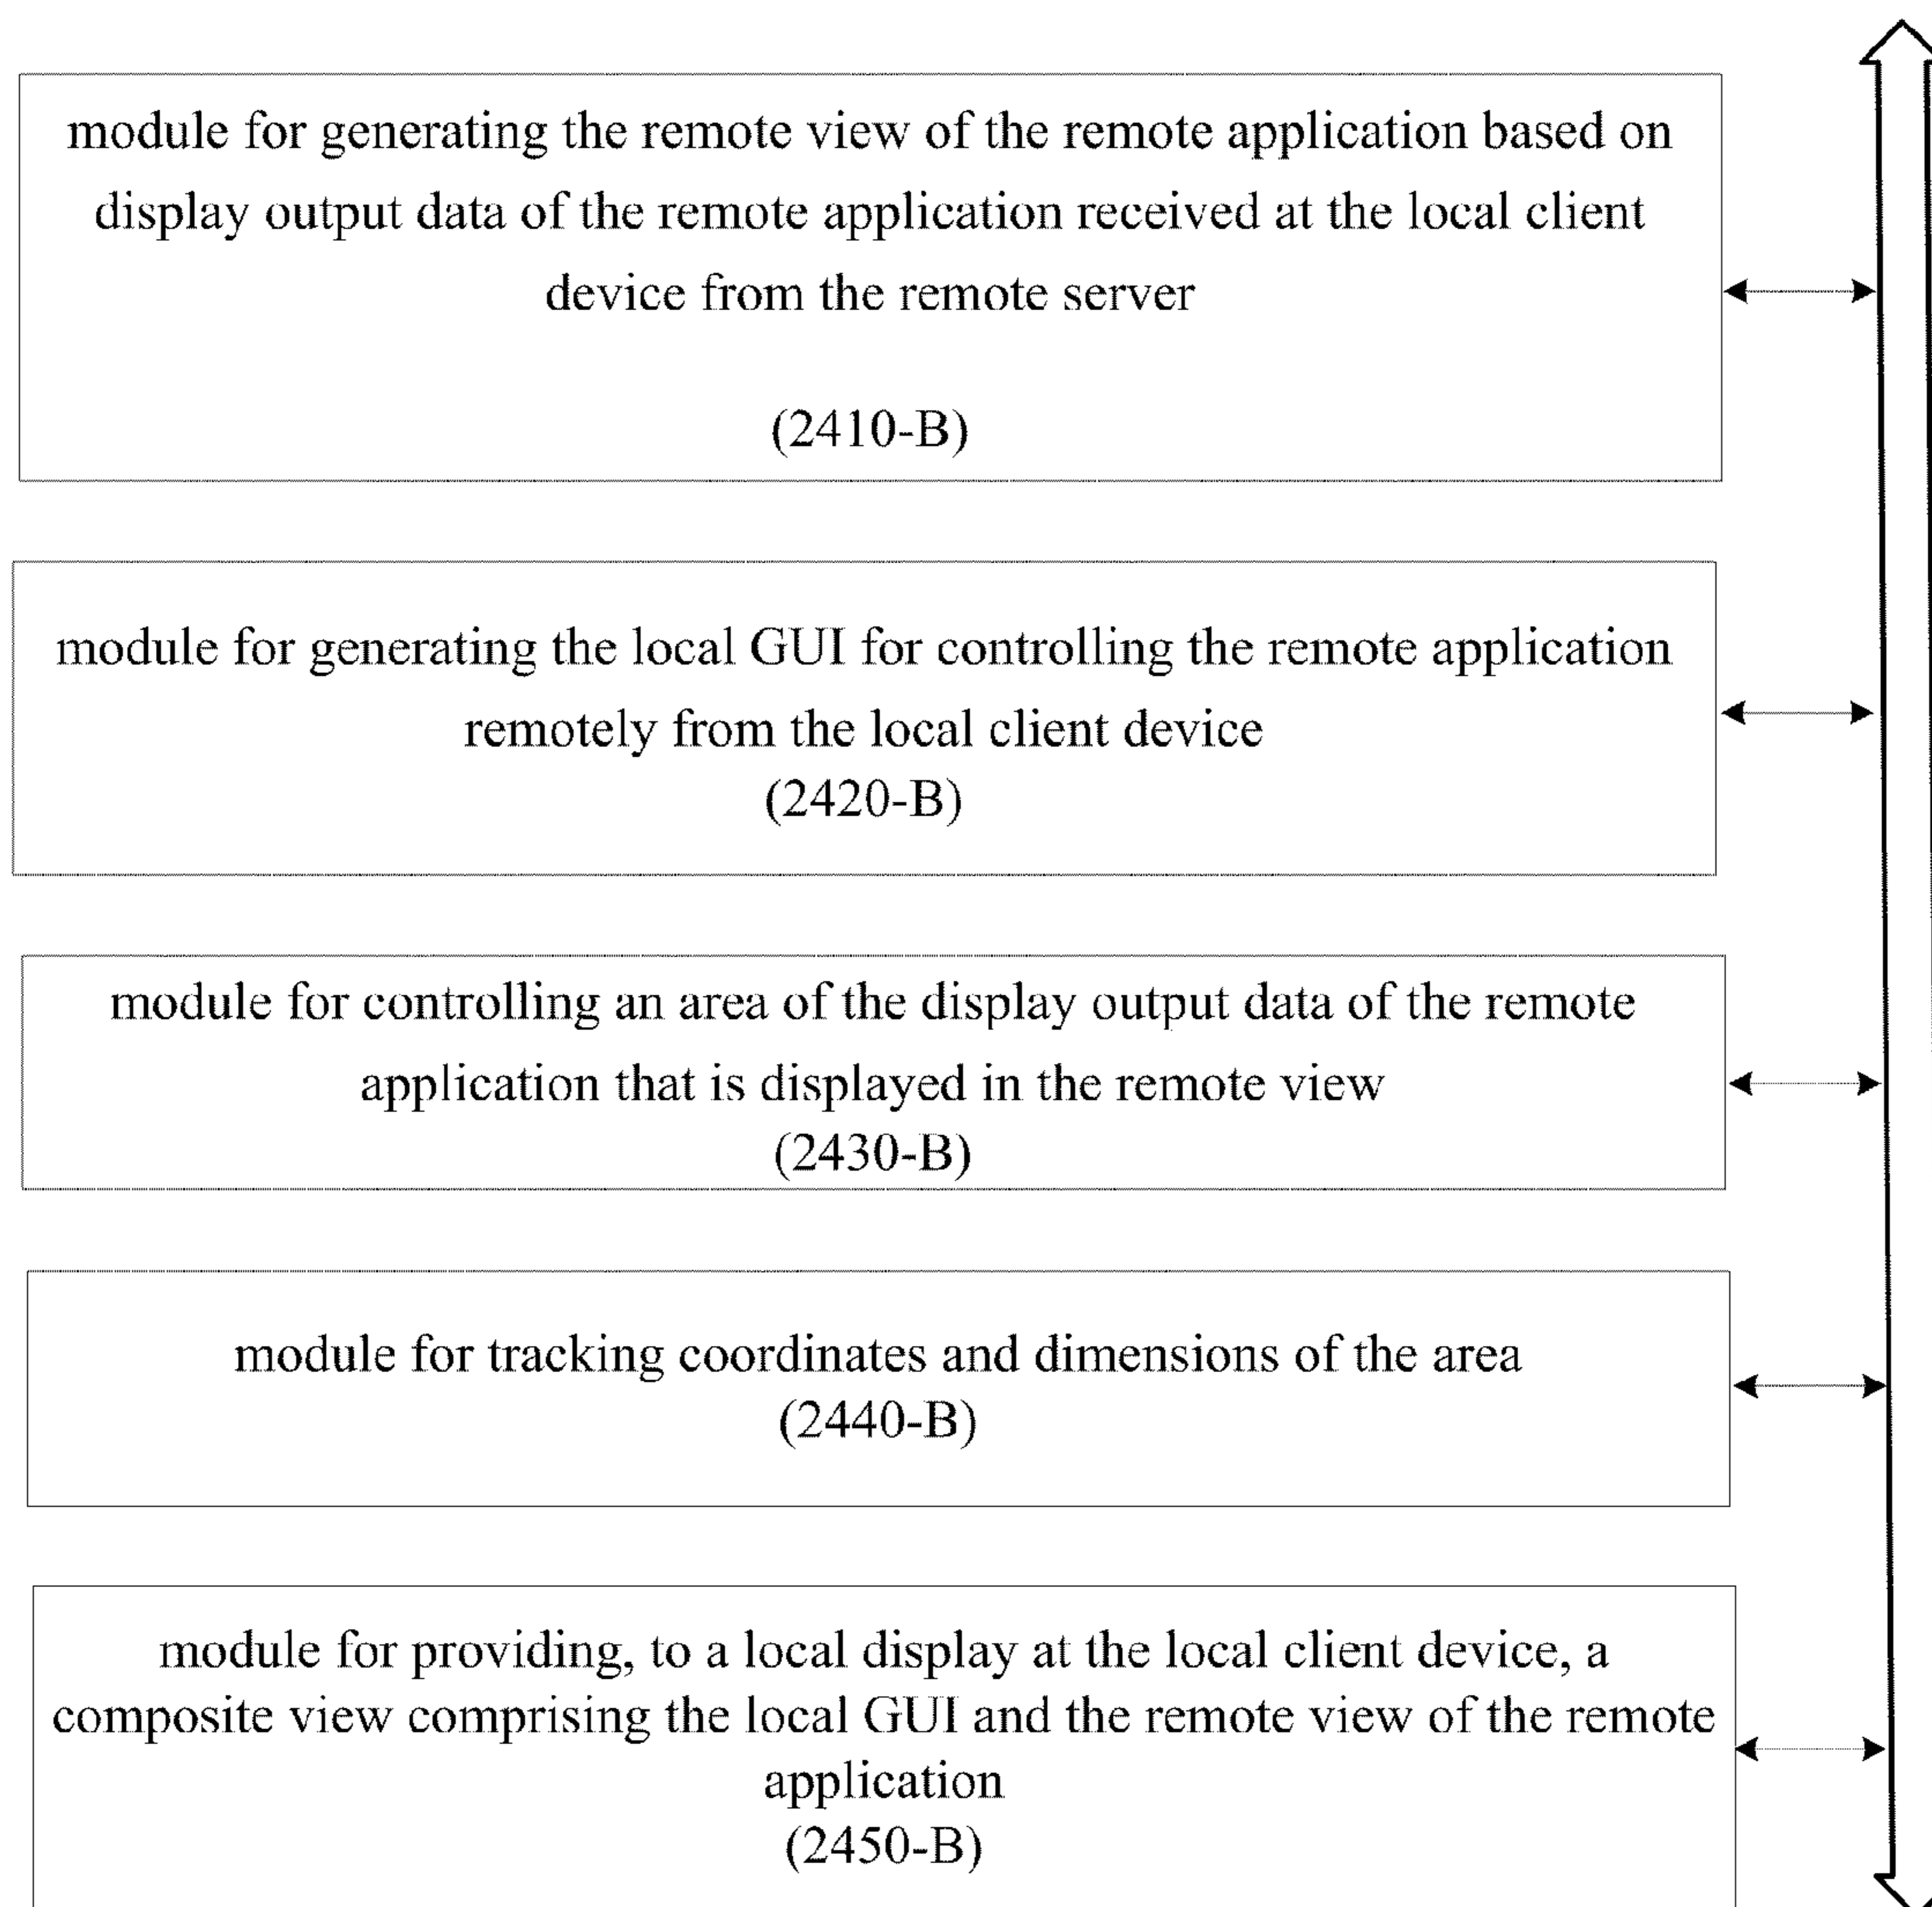 module for generating the remote view of the remote application based on
display output data of the remote application received at the local client
device from the remote server
(2410-B)
module for generating the local GUI for controlling the remote application
remotely from the local client device
(2420-B)
module for controlling an area of the display output data of the remote
application that is displayed in the remote view
(2430-B)
module for tracking coordinates and dimensions of the area
(2440-B)
module for providing, to a local display at the local client device, a
composite view comprising the local GUI and the remote view of the remote
application
(2450-B)